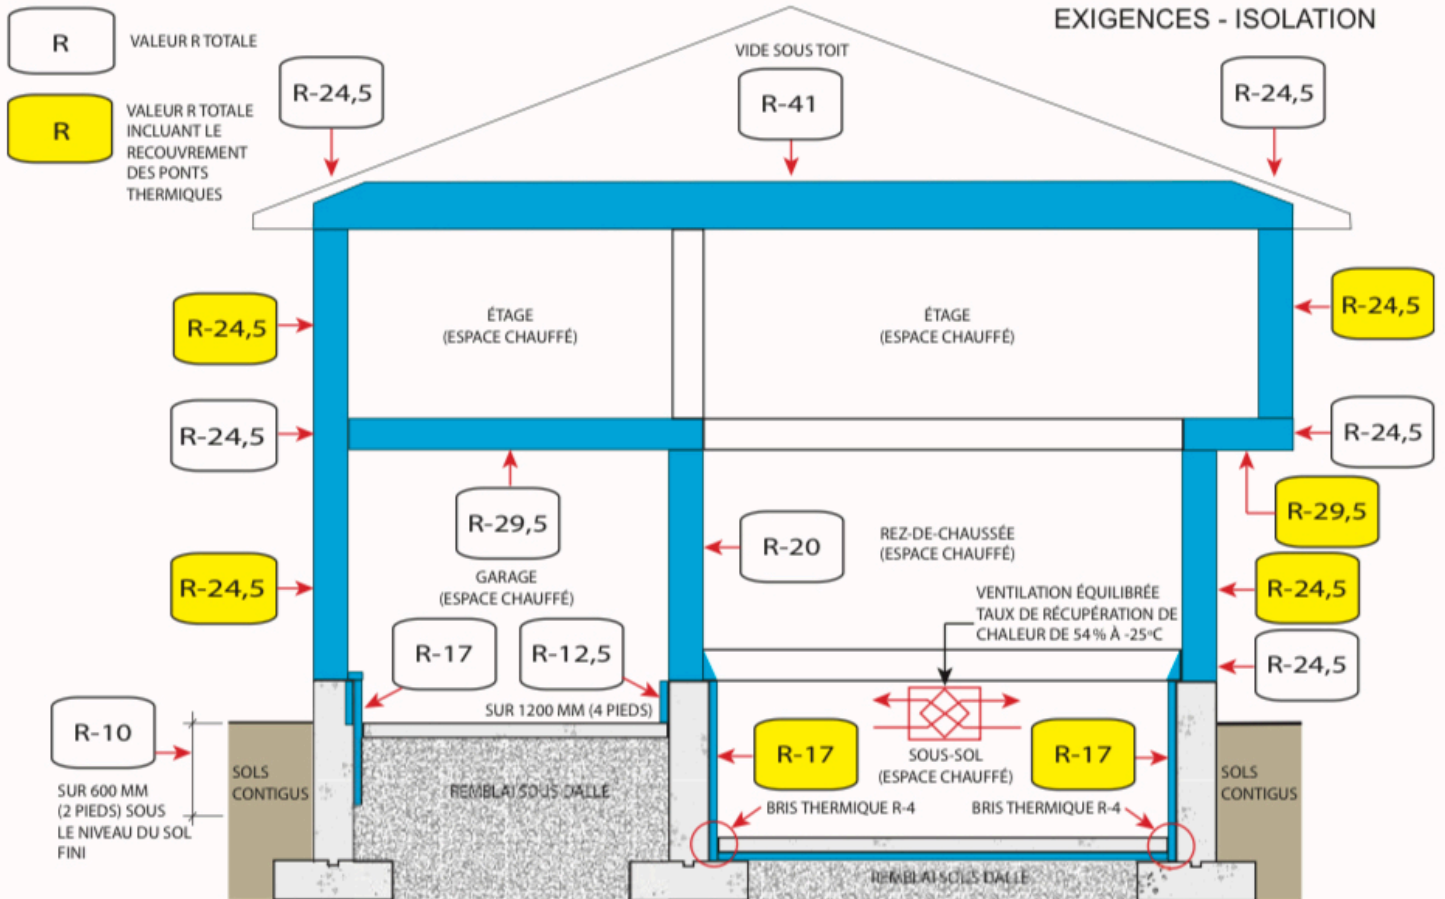 EXIGENCES - ISOLATION
R
VALEUR R TOTALE
R
VALEUR R TOTALE
INCLUANT LE
RECOUVREMENT
DES PONTS
THERMIQUES
R-24,5
VIDE SOUS TOIT
R-41
R-24,5
R-24,5
ÉTAGE
(ESPACE CHAUFFÉ)
ÉTAGE
(ESPACE CHAUFFÉ)
R-24,5
R-24,5
R-24,5
R-29,5
R-29,5
R-20
REZ-DE-CHAUSSÉE
(ESPACE CHAUFFÉ)
R-24,5
GARAGE
(ESPACE CHAUFFÉ)
R-24,5
VENTILATION ÉQUILIBRÉE
TAUX DE RÉCUPÉRATION DE
CHALEUR DE 54 % À -25°C
R-17
R-12,5
R-24,5
SUR 1200 MM (4 PIEDS)
R-10
SUR 600 MM
(2 PIEDS) SOUS
LE NIVEAU DU SOL
FINI
SOLS
CONTIGUS
REMBLAI SOUS DALLE
R-17
SOUS-SOL
(ESPACE CHAUFFÉ)
R-17
BRIS THERMIQUE R-4
BRIS THERMIQUE R-4
SOLS
CONTIGUS
REMBLAI SOUS DALLE